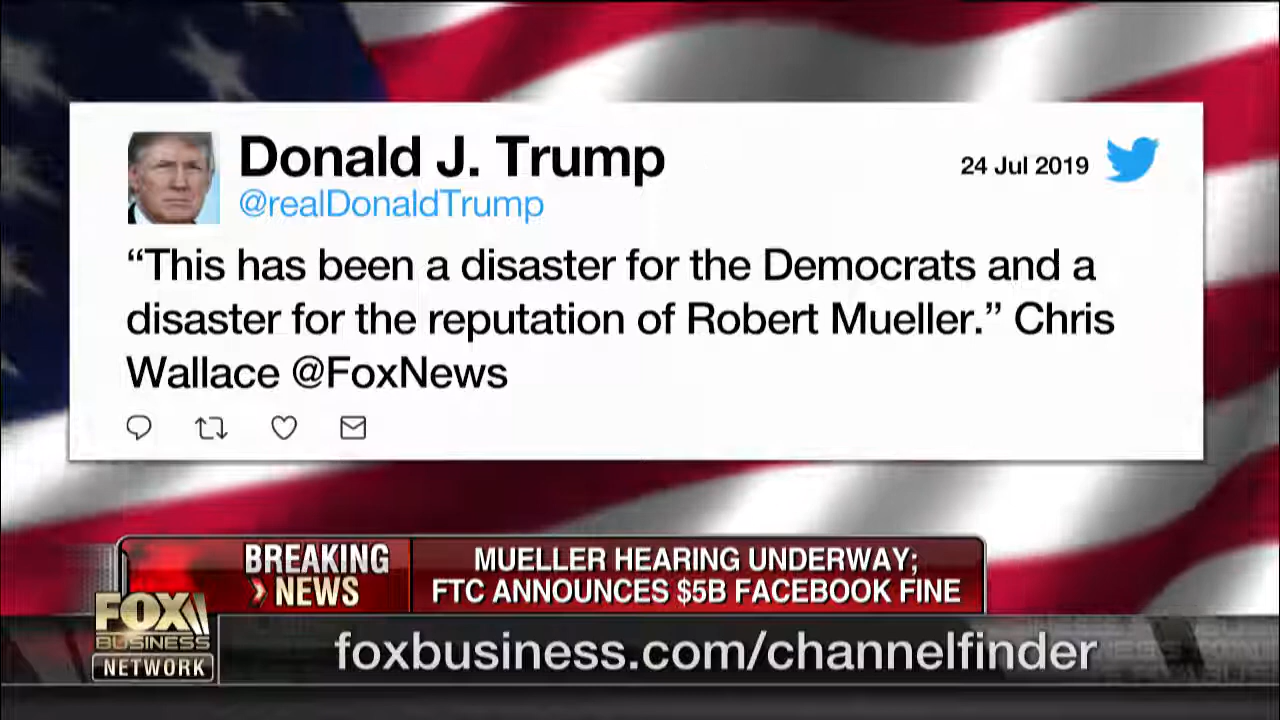 Donald J. Trump
@realDonaldTrump
24 Jul 2019
“This has been a disaster for the Democrats and a
disaster for the reputation of Robert Mueller.” Chris
Wallace @FoxNews
BREAKING
NEWS
MUELLER HEARING UNDERWAY;
FTC ANNOUNCES $5B FACEBOOK FINE
FOX
BUSINESS
NETWORK
foxbusiness.com/channelfinder